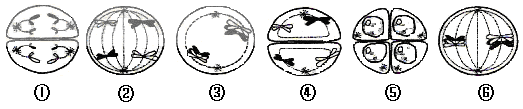 ① ② ③ ④ ⑤ ⑥